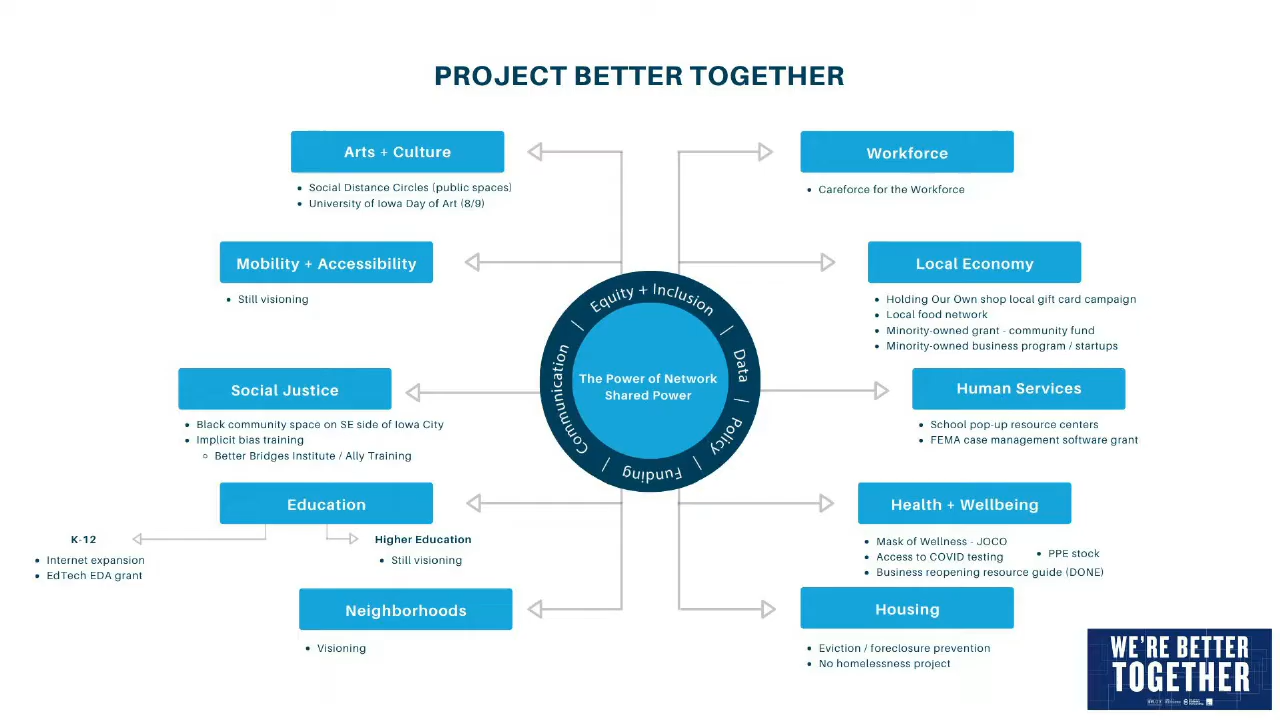 PROJECT BETTER TOGETHER
Arts + Culture
• Social Distance Circles (public spaces)
• University of Iowa Day of Art (8/9)
Workforce
• Careforce for the Workforce
Mobility + Accessibility
• Still visioning
Local Economy
• Holding Our Own shop local gift card campaign
• Local food network
• Minority-owned grant - community fund
• Minority-owned business program / startups
Equity + Inclusion | Data | Policy | Funding | Communication |
The Power of Network
Shared Power
Social Justice
• Black community space on SE side of Iowa City
• Implicit bias training
○ Better Bridges Institute / Ally Training
Human Services
• School pop-up resource centers
• FEMA case management software grant
Education
K-12
• Internet expansion
• EdTech EDA grant
Higher Education
• Still visioning
Health + Wellbeing
• Mask of Wellness - JOCO
• Access to COVID testing
• PPE stock
• Business reopening resource guide (DONE)
Neighborhoods
• Visioning
Housing
• Eviction / foreclosure prevention
• No homelessness project
WE'RE BETTER
TOGETHER